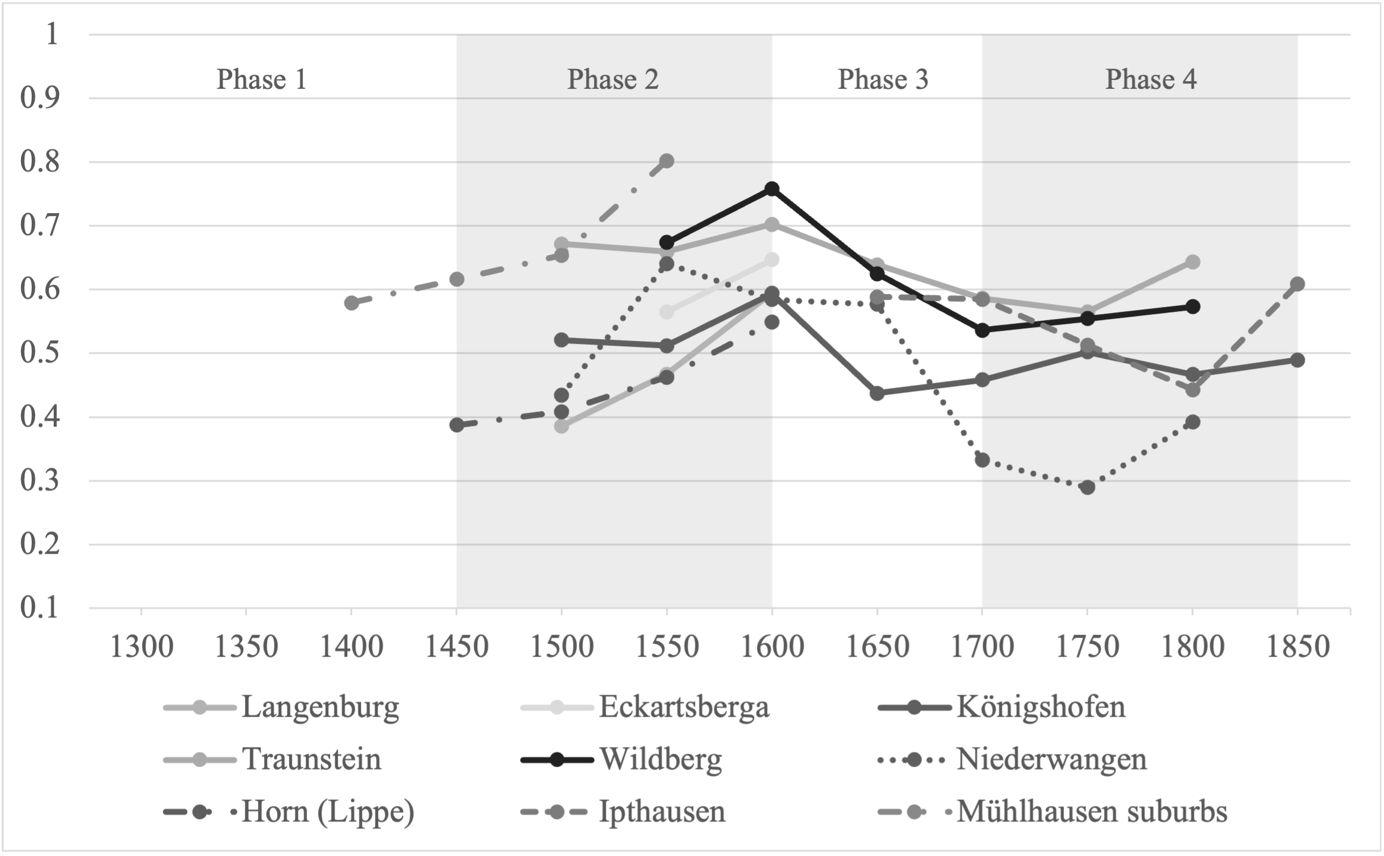 1
Phase 1 Phase 2 Phase 3 Phase 4
0.9
0.8
0.7
0.6
0.5
0.4
0.3
0.2
0.1
1300 1350 1400 1450 1500 1550 1600 1650 1700 1750 1800 1850
Langenburg Eckartsberga Königshofen
Traunstein Wildberg Niederwangen
Horn (Lippe) Ipthausen Mühlhausen suburbs